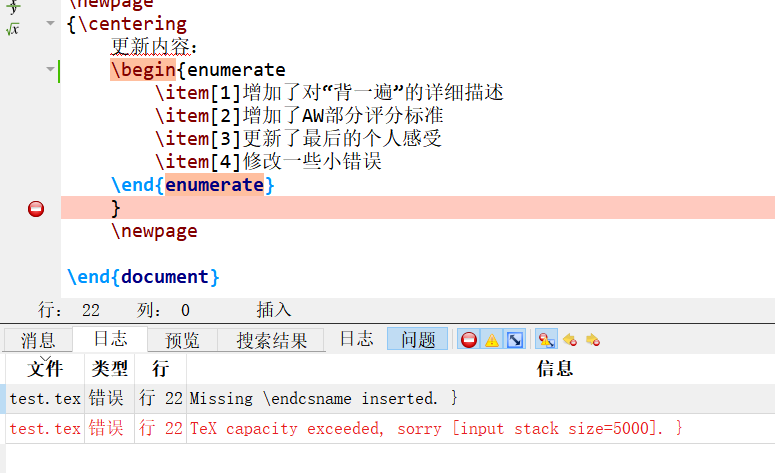 \newpage
{\centering
更新内容：
\begin{enumerate
\item[1]增加了对“背一遍”的详细描述
\item[2]增加了AW部分评分标准
\item[3]更新了最后的个人感受
\item[4]修改一些小错误
\end{enumerate}
}
\newpage
\end{document}
行： 22 列： 0 插入
消息 日志 预览 搜索结果 日志 问题
文件 类型 行 信息
test.tex 错误 行 22 Missing \endcsname inserted. }
test.tex 错误 行 22 TeX capacity exceeded, sorry [input stack size=5000]. }